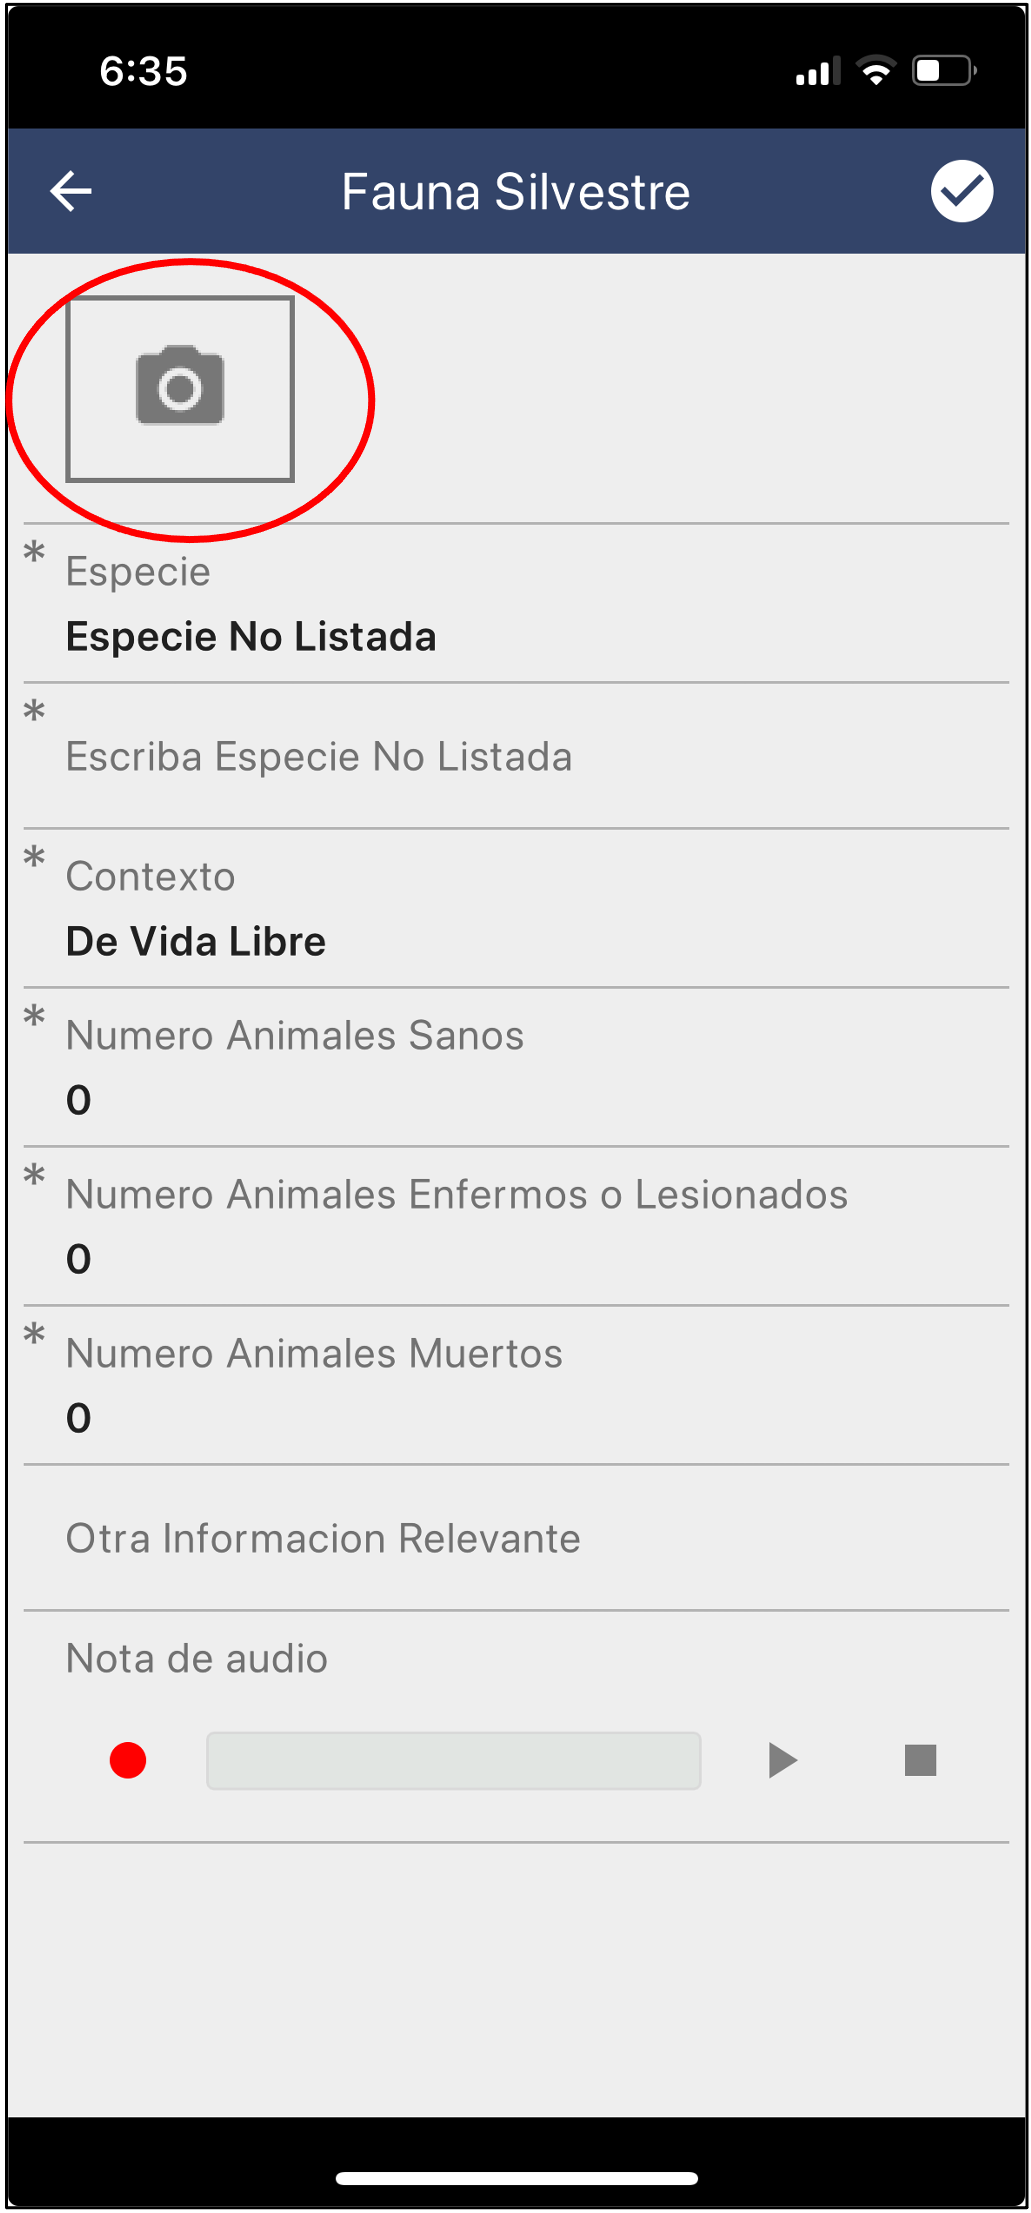 6:35
Fauna Silvestre
* Especie
Especie No Listada
* Escriba Especie No Listada
* Contexto
De Vida Libre
* Numero Animales Sanos
0
* Numero Animales Enfermos o Lesionados
0
* Numero Animales Muertos
0
Otra Informacion Relevante
Nota de audio